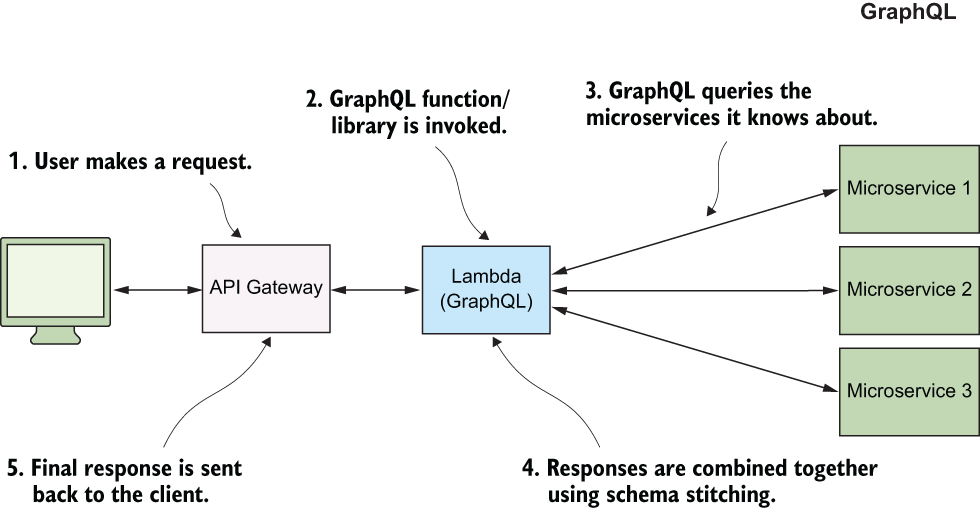 GraphQL
2. GraphQL function/
library is invoked.
3. GraphQL queries the
microservices it knows about.
1. User makes a request.
Microservice 1
API Gateway
Lambda
(GraphQL)
Microservice 2
Microservice 3
5. Final response is sent
back to the client.
4. Responses are combined together
using schema stitching.